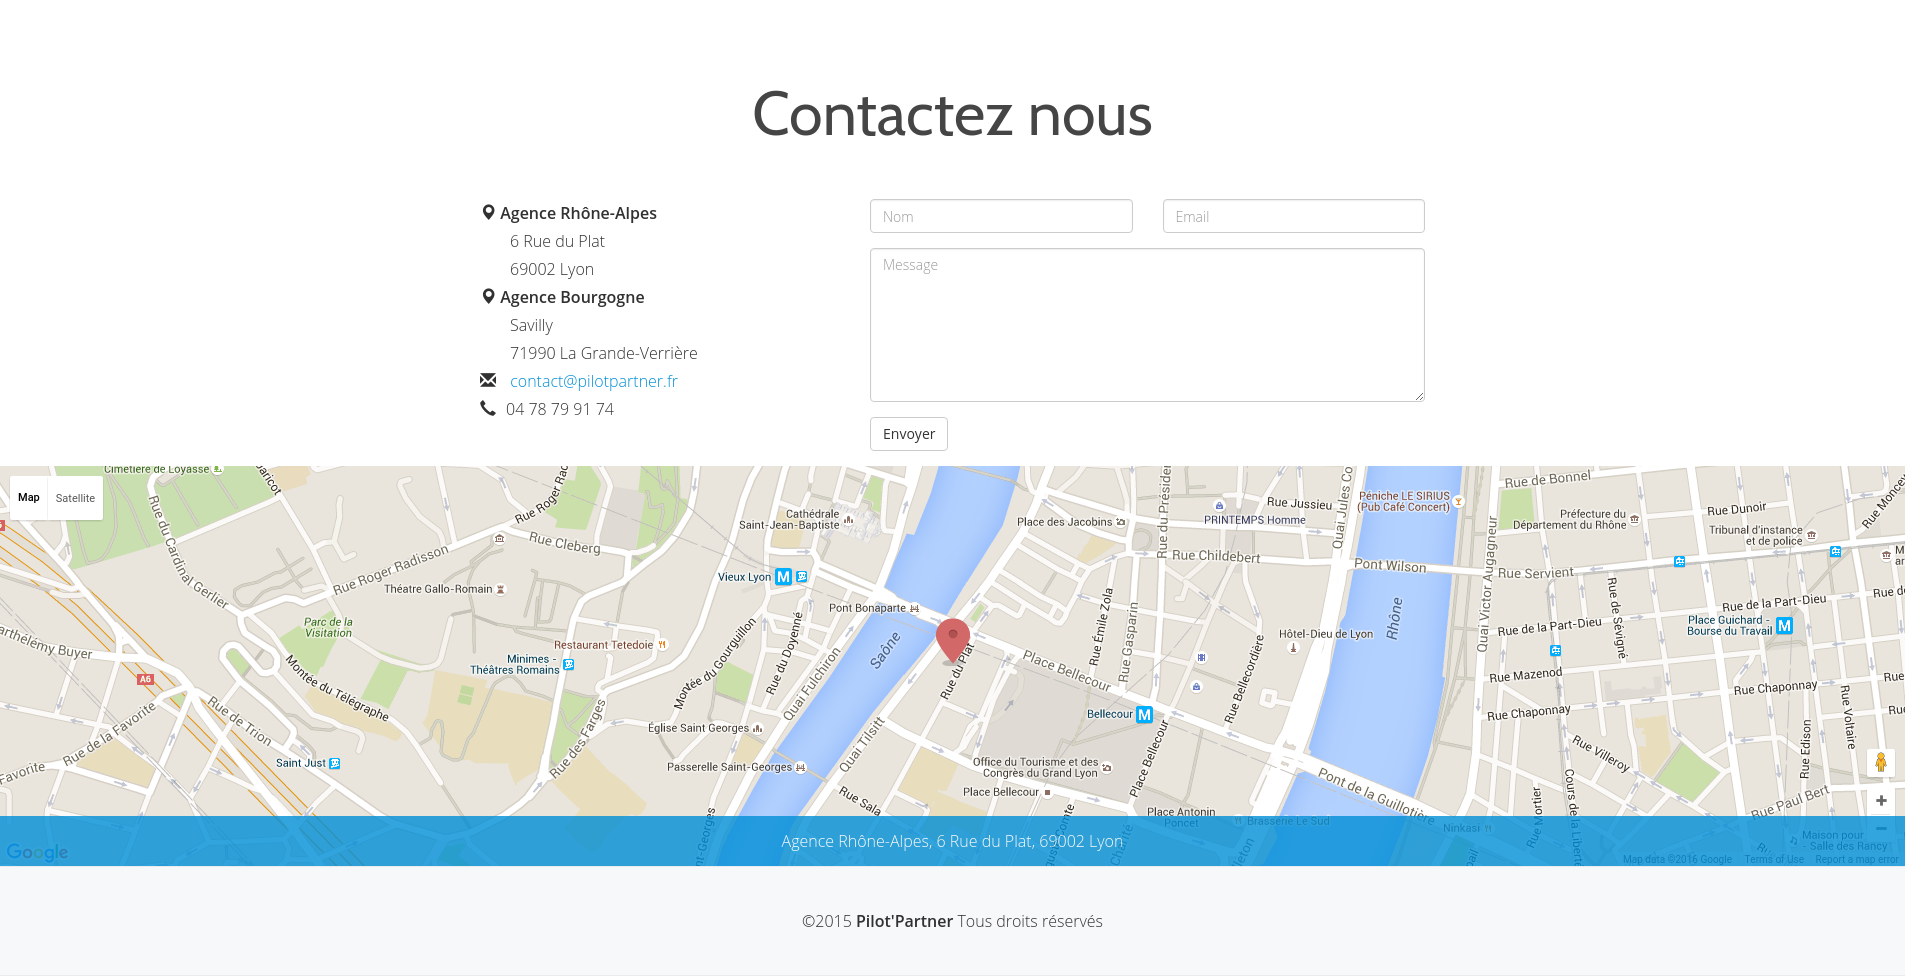 Contactez nous
Agence Rhône-Alpes
6 Rue du Plat
69002 Lyon
Agence Bourgogne
Savilly
71990 La Grande-Verrière
contact@pilotpartner.fr
04 78 79 91 74
Nom
Email
Message
Envoyer
Map
Satellite
Cimetière de Loyasse
Rue du Cardinal Gerlier
Rue Roger Radisson
Rue Cleberg
Théatre Gallo-Romain
Parc de la
Visitation
Cathédrale
Saint-Jean-Baptiste
Vieux Lyon
M
Pont Bonaparte
Restaurant Tetedoie
Minimes -
Théâtres Romains
A6
Montée du Télégraphe
Montée du Gourguillon
Rue du Doyenné
Quai Fulchiron
Saône
Rue du Plat
Rue de la Favorite
Rue de Trion
Rue des Farges
Saint Just
Église Saint Georges
Passerelle Saint-Georges
Quai Tilsitt
Rue Sala
Place des Jacobins
PRINTEMPS Homme
Rue Jussieu
Rue Childebert
Rue Émile Zola
Rue Gasparin
Rue Bellecordière
Hôtel-Dieu de Lyon
Place Bellecour
Bellecour
M
Office du Tourisme et des
Congrès du Grand Lyon
Place Bellecour
Place Bellecour
Place Antonin
Poncet
Brasserie Le Sud
Péniche LE SIRIUS
(Pub Café Concert)
Pont Wilson
Rhône
Quai Victor Augagneur
Pont de la Guillotière
Ninkasi
Rue de Bonnel
Préfecture du
Département du Rhône
Rue Dunoir
Tribunal d'instance
et de police
Rue Servient
Rue de Sévigné
Rue de la Part-Dieu
Rue de la Part-Dieu
Place Guichard -
Bourse du Travail
M
Rue Mazenod
Rue Chaponnay
Rue Chaponnay
Rue Voltaire
Rue Edison
Rue Villeroy
Rue Mortier
Rue Paul Bert
Maison pour
- Salle des Rancy
Google
Agence Rhône-Alpes, 6 Rue du Plat, 69002 Lyon
Map data ©2016 Google
Terms of Use
Report a map error
©2015 Pilot'Partner Tous droits réservés